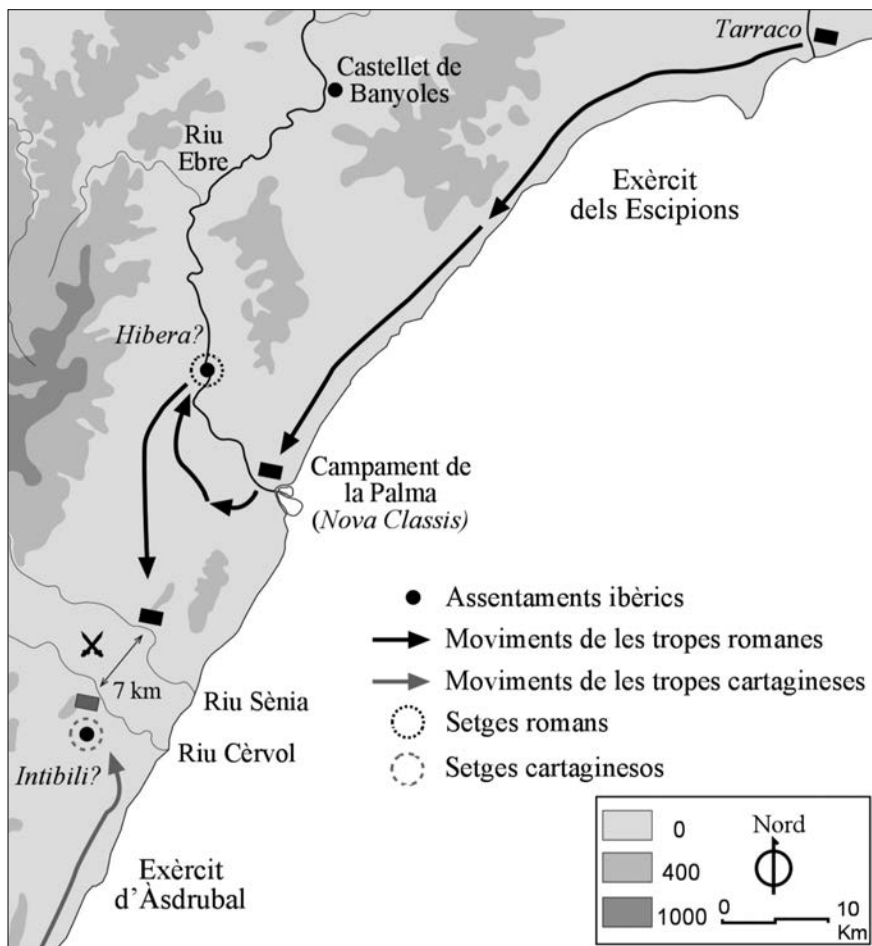 Tarraco
Castellet de
Banyoles
Riu
Ebre
Exèrcit
dels Escipions
Hibera?
Campament de
la Palma
(Nova Classis)
Assentaments ibèrics
Moviments de les tropes romanes
Moviments de les tropes cartagineses
Setges romans
Setges cartaginesos
7 km
Riu Sènia
Riu Cèrvol
Intibili?
Exèrcit
d'Àsdrubal
0
400
1000
Nord
0 10
Km